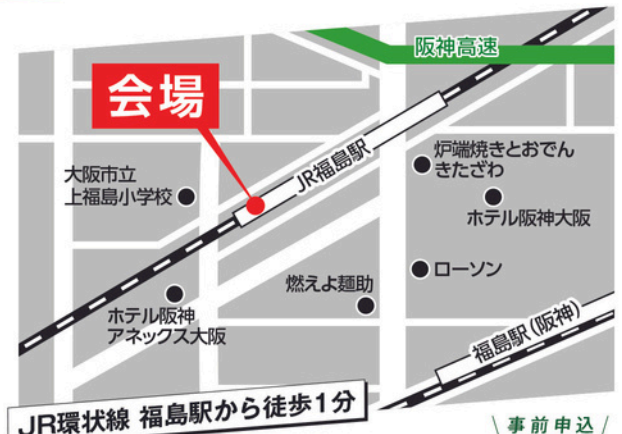 阪神高速
会場
JR福島駅
大阪市立
上福島小学校
炉端焼きとおでん
きたざわ
ホテル阪神大阪
ローソン
燃えよ麺助
ホテル阪神
アネックス大阪
福島駅(阪神)
JR環状線 福島駅から徒歩1分
\ 事前申込 /